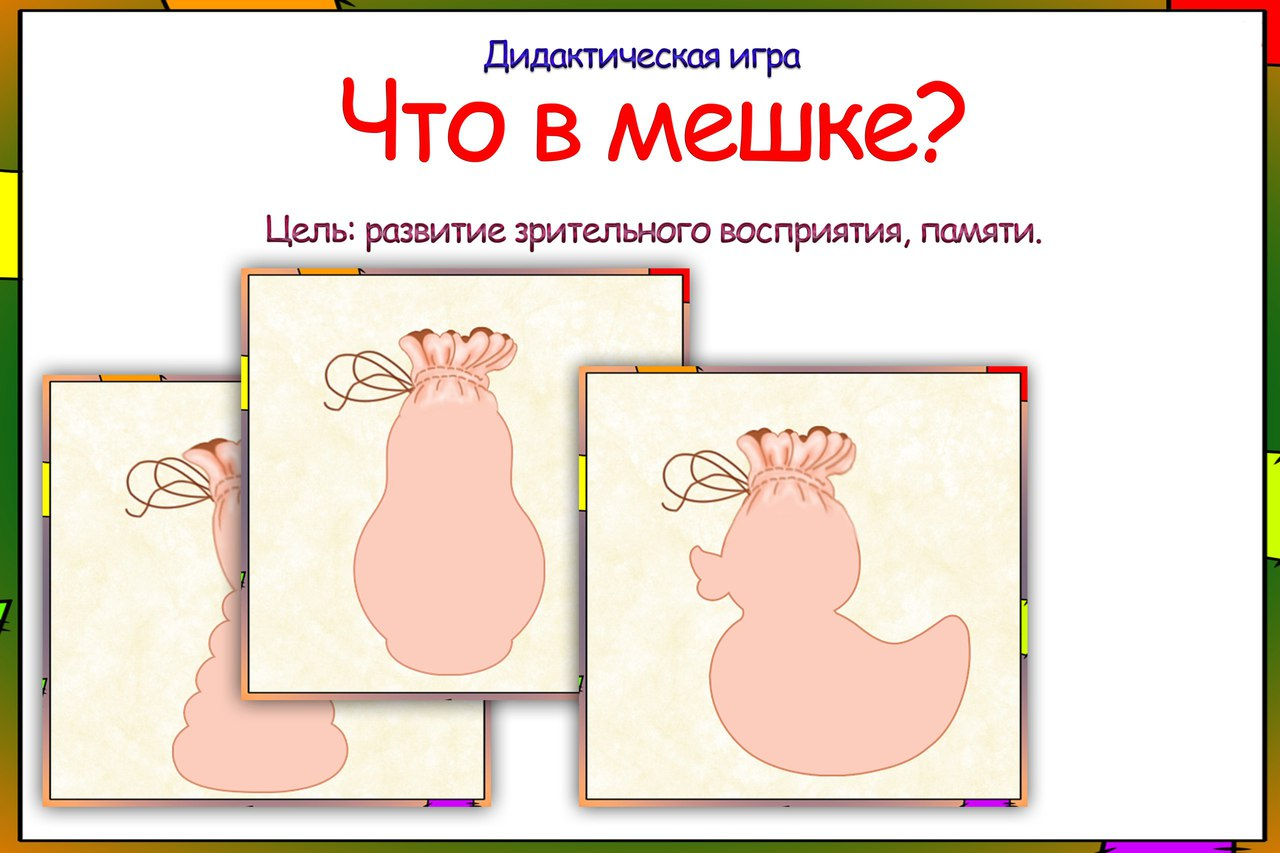 Дидактическая игра
Что в мешке?
Цель: развитие зрительного восприятия, памяти.